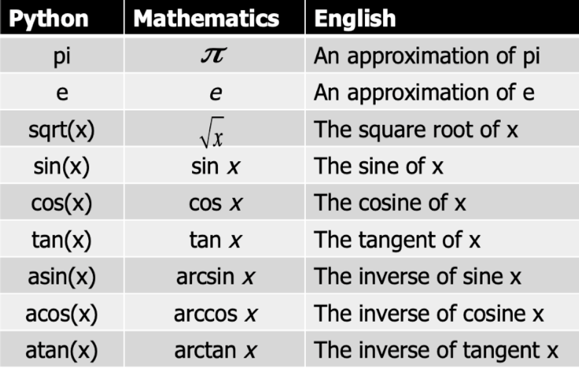 Python Mathematics English
pi π An approximation of pi
e e An approximation of e
sqrt(x) √x The square root of x
sin(x) sin x The sine of x
cos(x) cos x The cosine of x
tan(x) tan x The tangent of x
asin(x) arcsin x The inverse of sine x
acos(x) arccos x The inverse of cosine x
atan(x) arctan x The inverse of tangent x